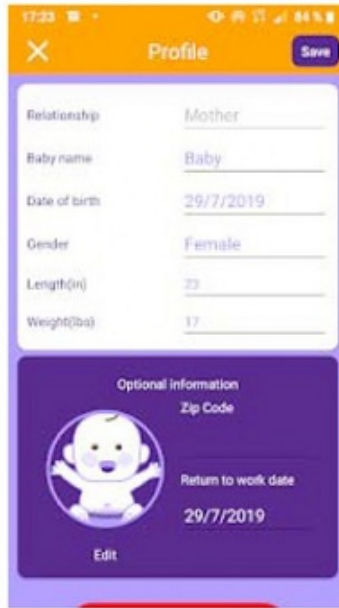 17:23 84%
Profile
Save
Relationship Mother
Baby name Baby
Date of birth 29/7/2019
Gender Female
Length(in) 23
Weight(lbs) 17
Optional information
Zip Code
Return to work date
29/7/2019
Edit